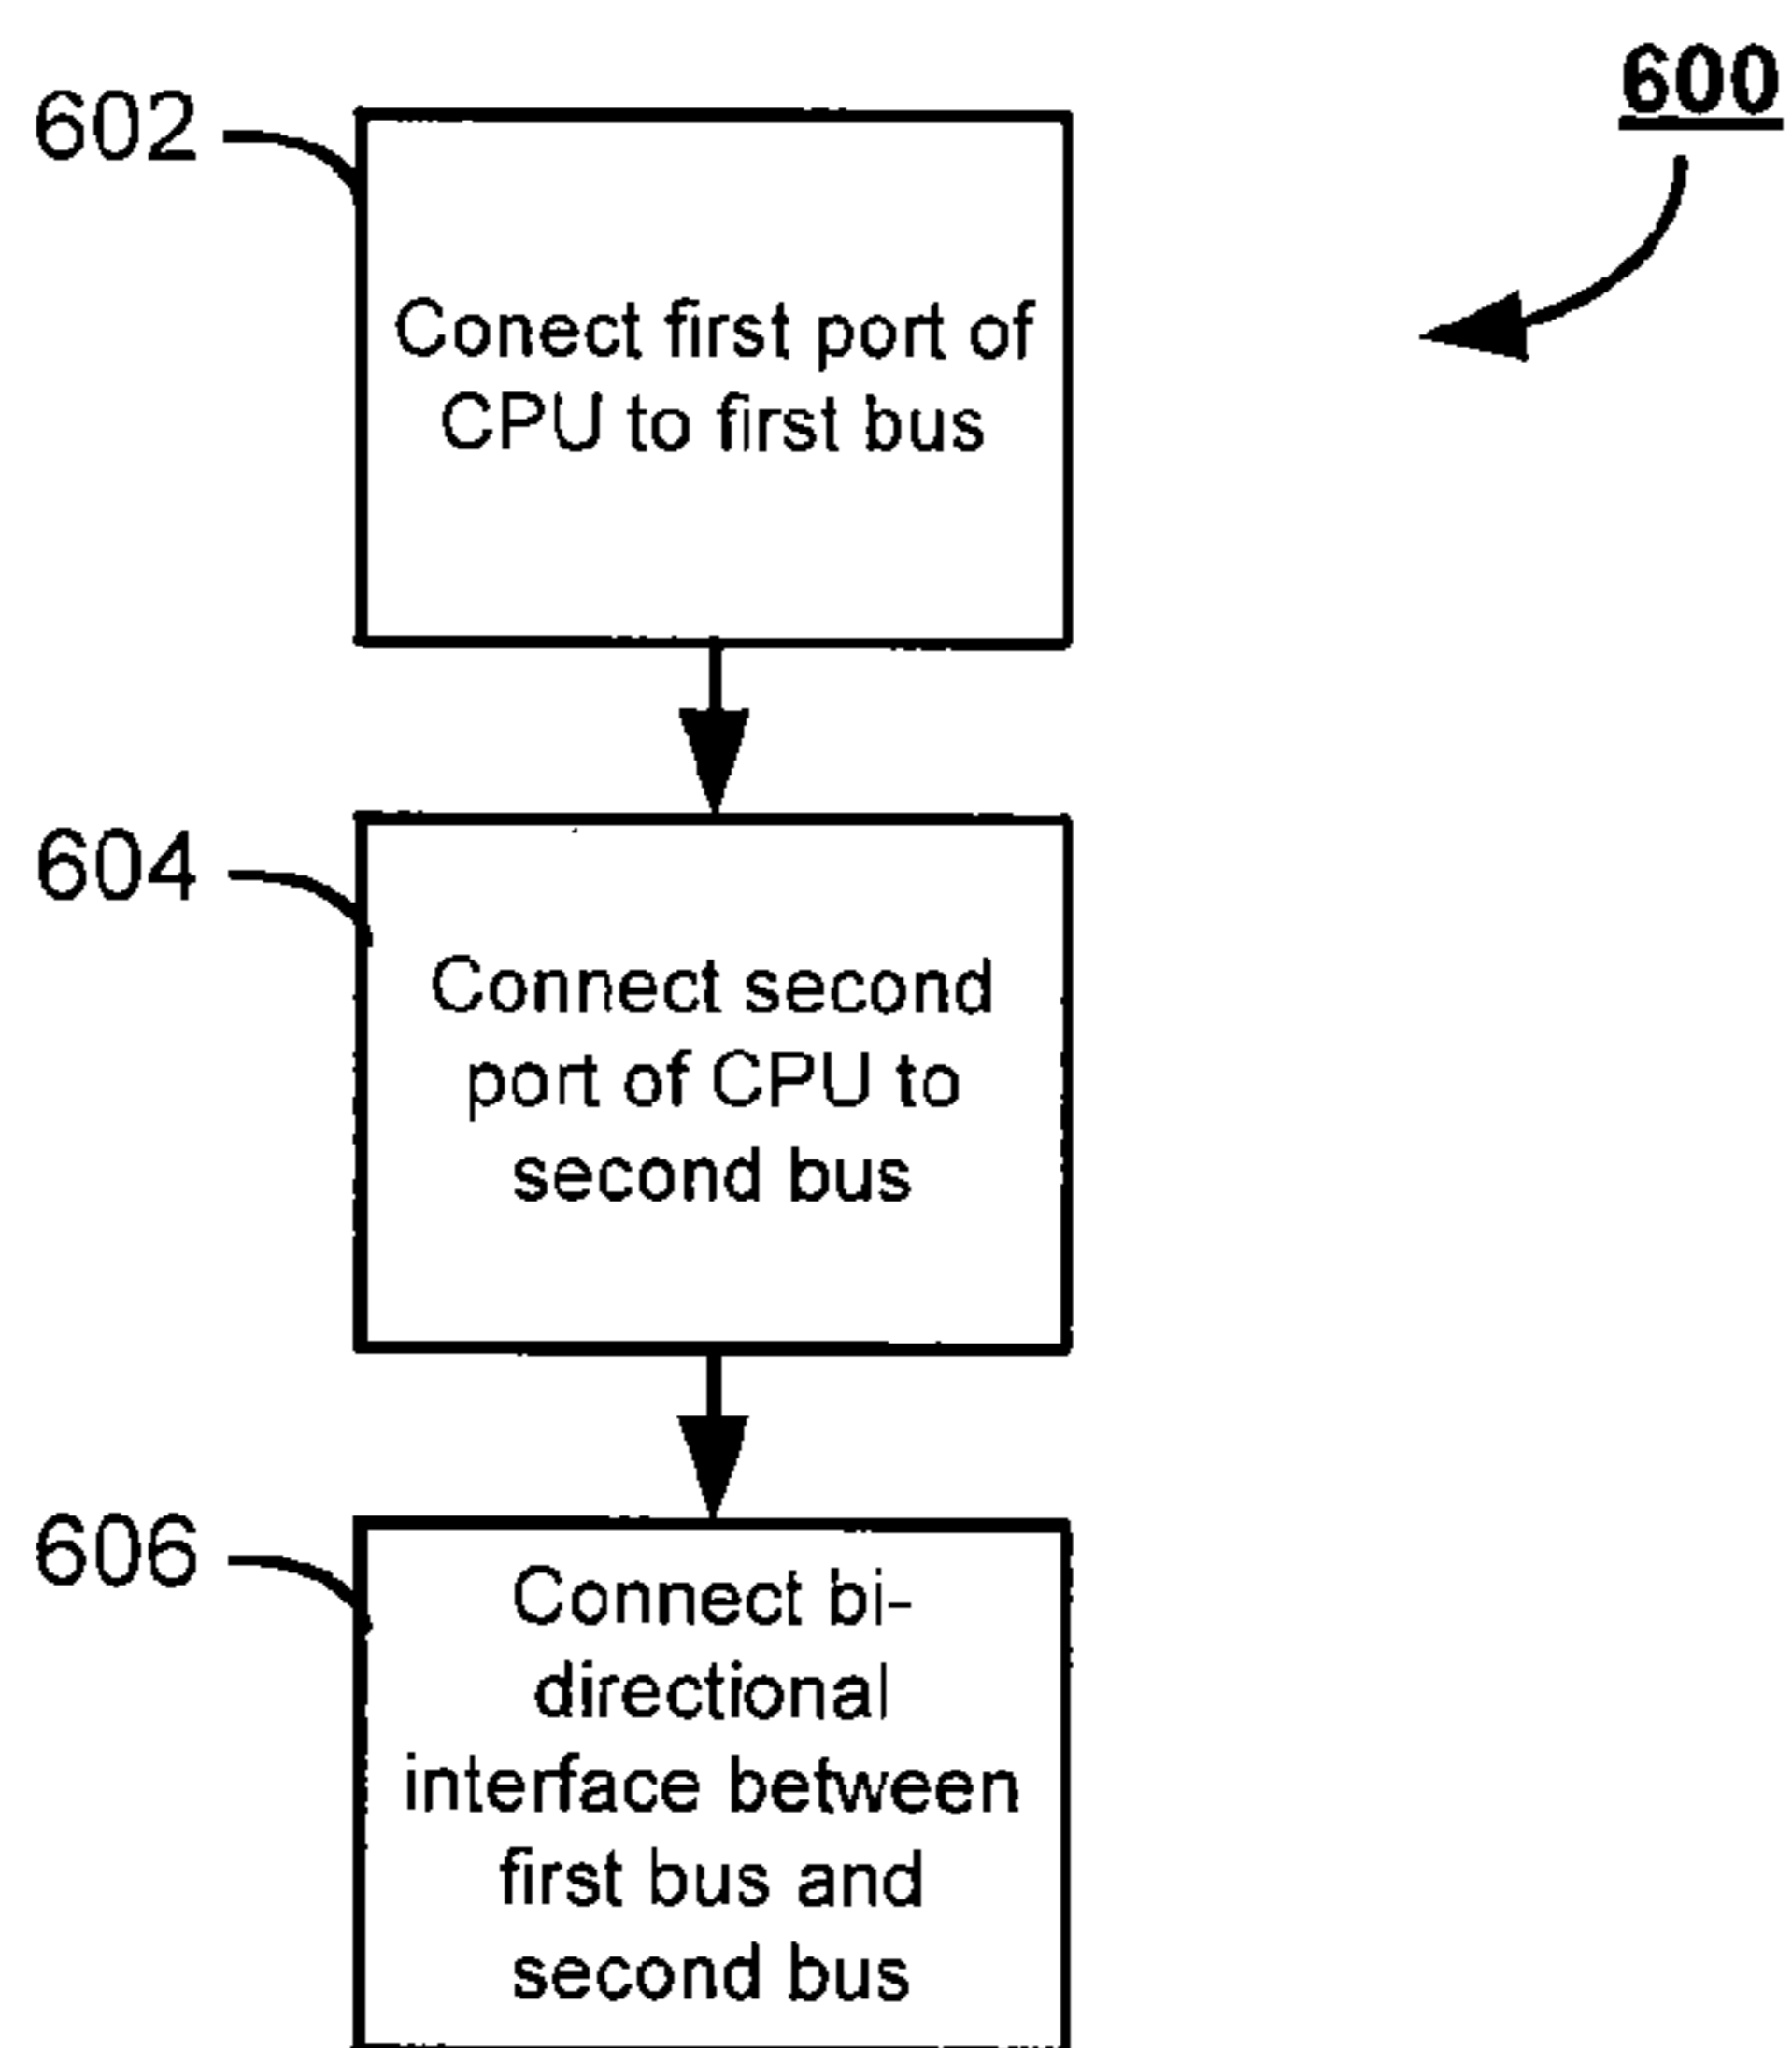 600
602
Conect first port of
CPU to first bus
604
Connect second
port of CPU to
second bus
606
Connect bi-
directional
interface between
first bus and
second bus